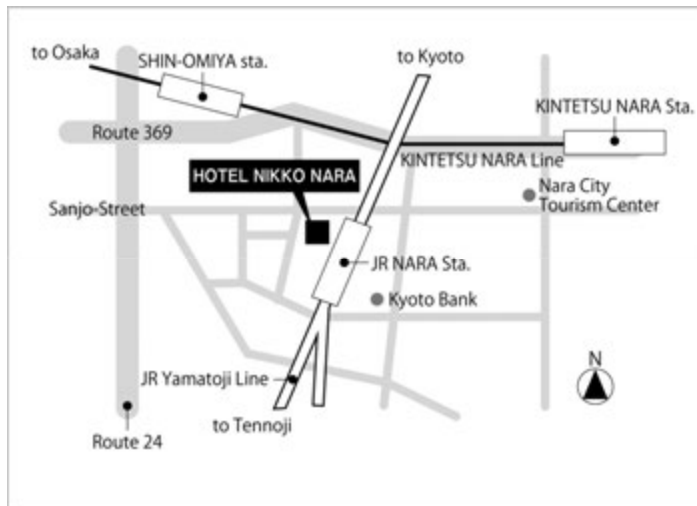 to Osaka
SHIN-OMIYA sta.
to Kyoto
KINTETSU NARA Sta.
Route 369
KINTETSU NARA Line
HOTEL NIKKO NARA
Nara City
Tourism Center
Sanjo-Street
JR NARA Sta.
Kyoto Bank
N
JR Yamatoji Line
to Tennoji
Route 24